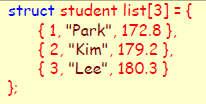 struct student list[3] = {
{ 1, "Park", 172.8 },
{ 2, "Kim", 179.2 },
{ 3, "Lee", 180.3 }
};